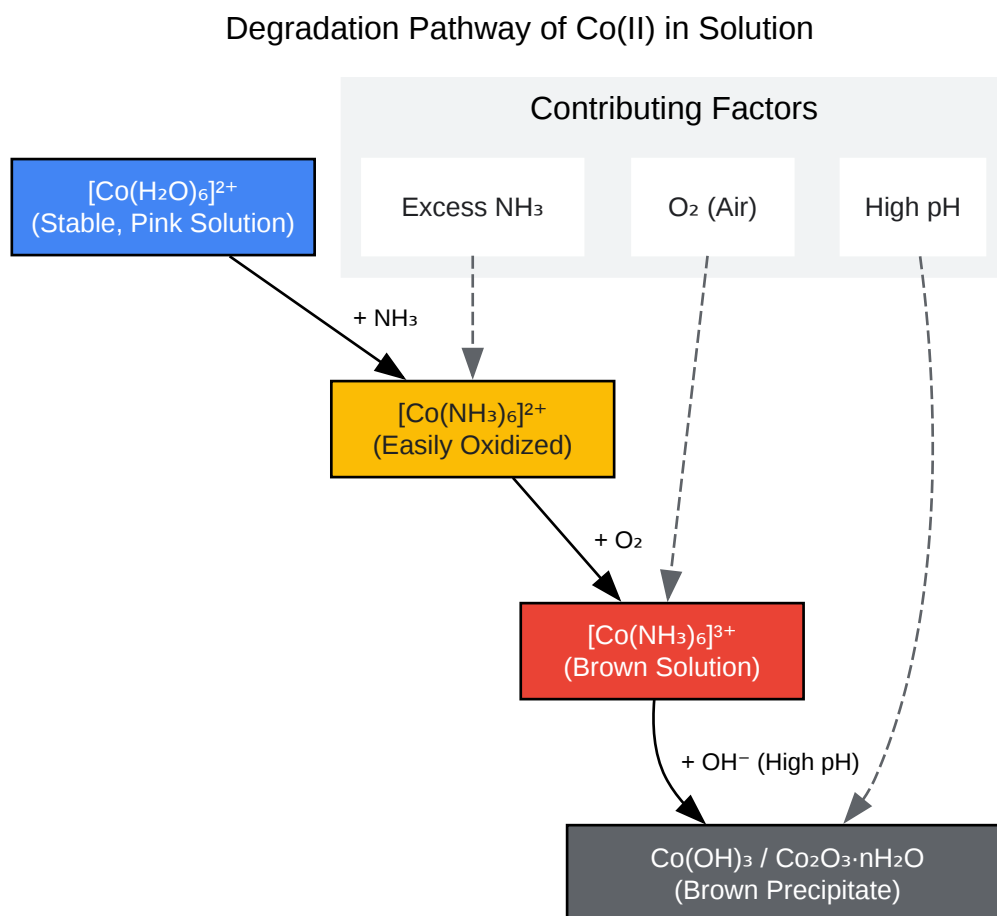 Degradation Pathway of Co(II) in Solution
Contributing Factors
[Co(H₂O)₆]²⁺
(Stable, Pink Solution)
Excess NH₃
O₂ (Air)
High pH
+ NH₃
[Co(NH₃)₆]²⁺
(Easily Oxidized)
+ O₂
[Co(NH₃)₆]³⁺
(Brown Solution)
+ OH⁻ (High pH)
Co(OH)₃ / Co₂O₃·nH₂O
(Brown Precipitate)